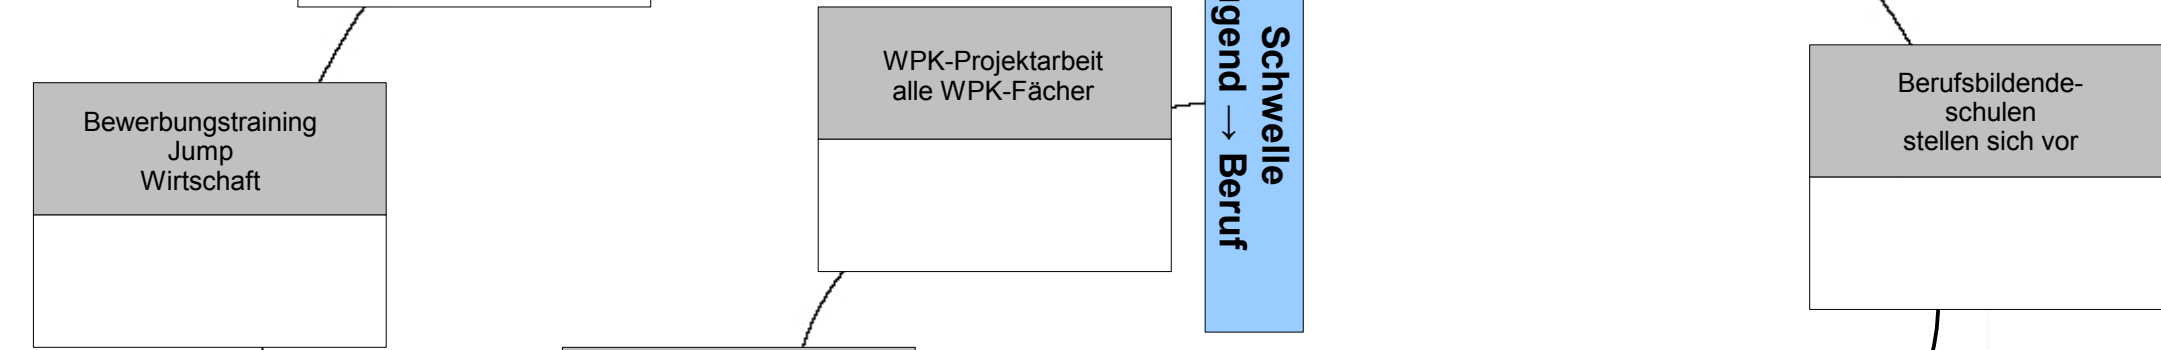 Bewerbungstraining
Jump
Wirtschaft
WPK-Projektarbeit
alle WPK-Fächer
Schwelle
→ Beruf
Berufsbildende-
schulen
stellen sich vor